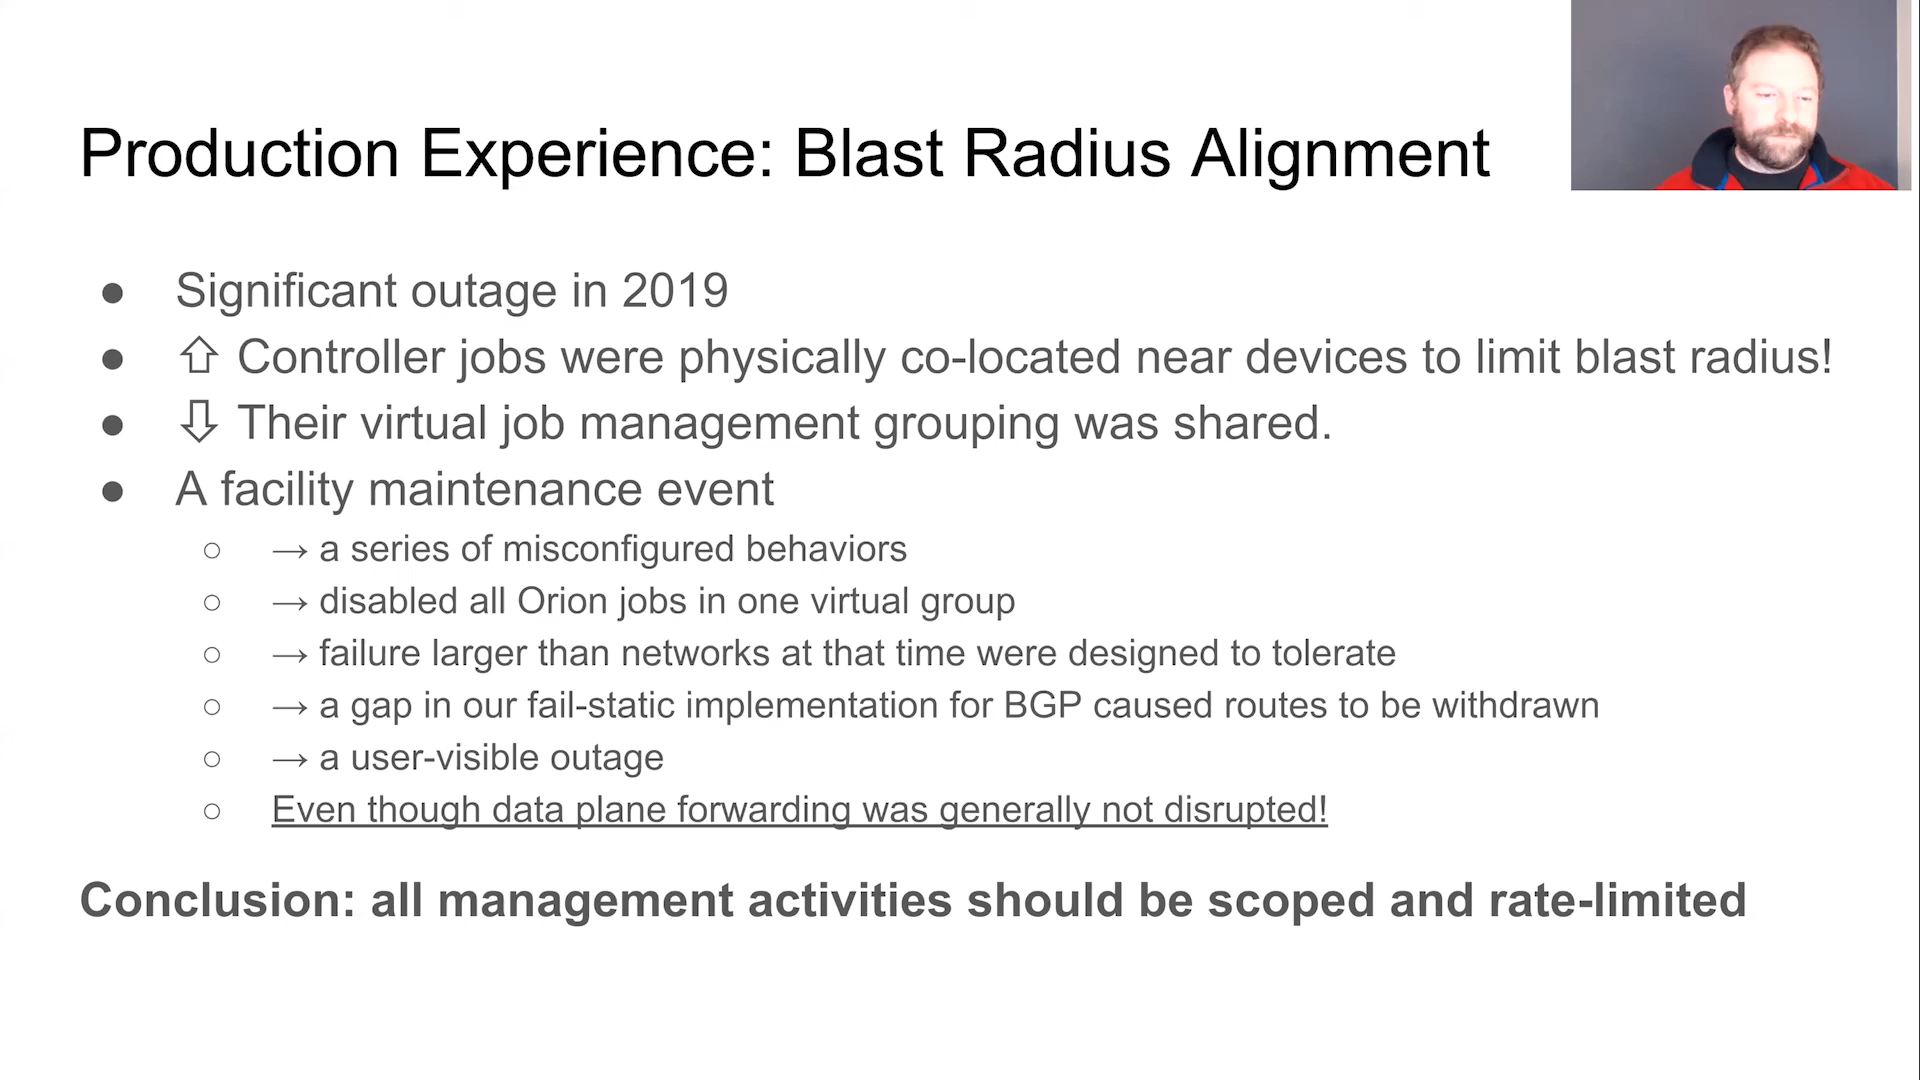 Production Experience: Blast Radius Alignment
● Significant outage in 2019
● ⇧ Controller jobs were physically co-located near devices to limit blast radius!
● ⇩ Their virtual job management grouping was shared.
● A facility maintenance event
○ → a series of misconfigured behaviors
○ → disabled all Orion jobs in one virtual group
○ → failure larger than networks at that time were designed to tolerate
○ → a gap in our fail-static implementation for BGP caused routes to be withdrawn
○ → a user-visible outage
○ Even though data plane forwarding was generally not disrupted!
Conclusion: all management activities should be scoped and rate-limited